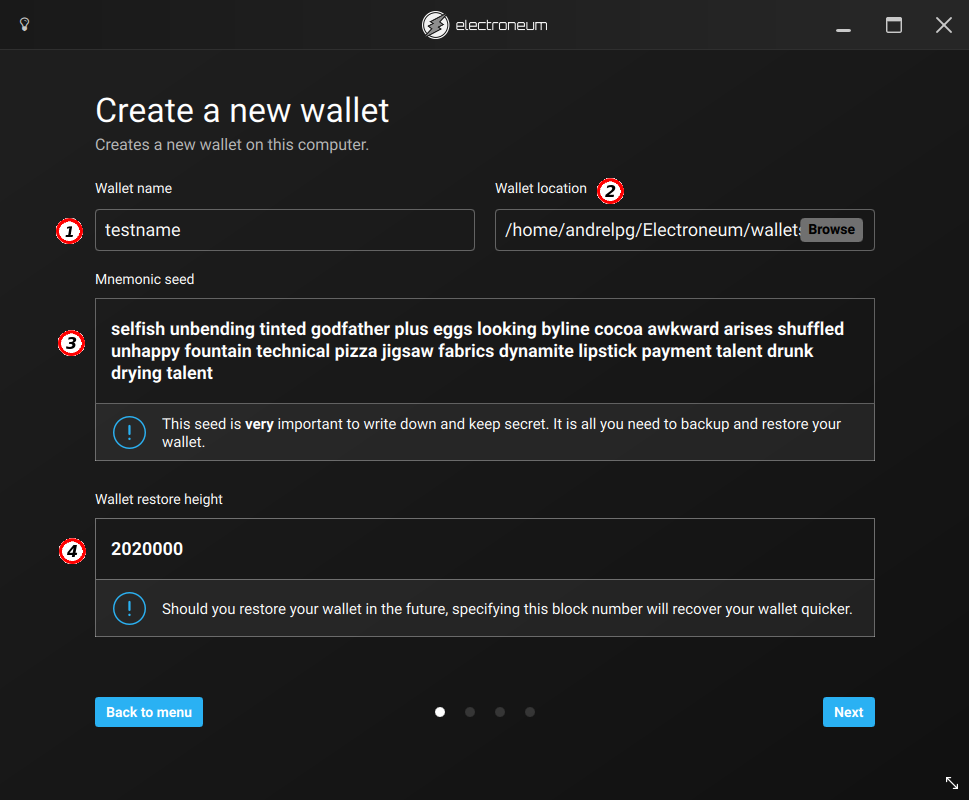 electroneum
Create a new wallet
Creates a new wallet on this computer.
Wallet name
Wallet location 2
1 testname
/home/andrelpg/Electroneum/wallets Browse
Mnemonic seed
3
selfish unbending tinted godfather plus eggs looking byline cocoa awkward arises shuffled
unhappy fountain technical pizza jigsaw fabrics dynamite lipstick payment talent drunk
drying talent
! This seed is very important to write down and keep secret. It is all you need to backup and restore your
wallet.
Wallet restore height
4 2020000
! Should you restore your wallet in the future, specifying this block number will recover your wallet quicker.
Back to menu
Next